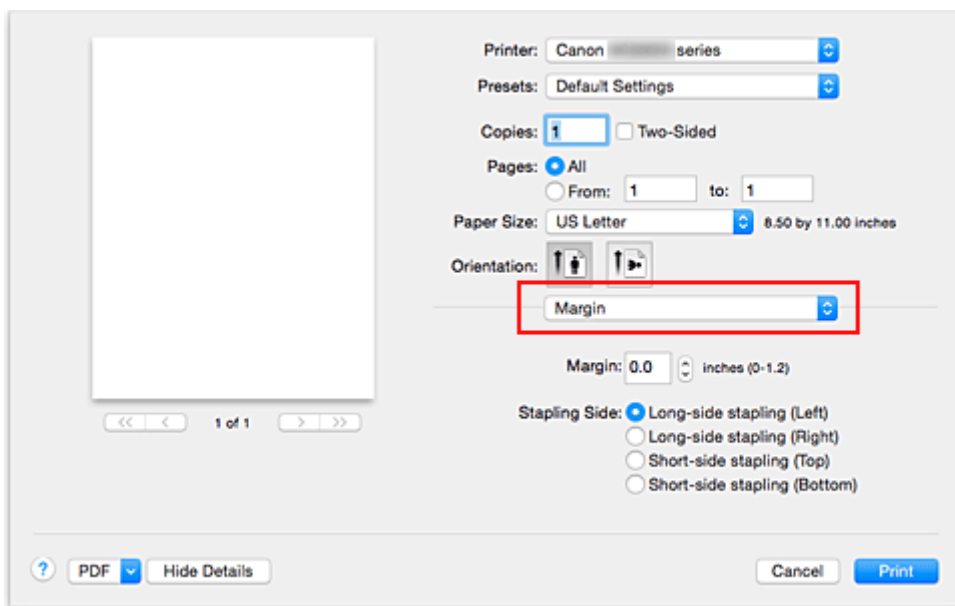 Printer: Canon series
Presets: Default Settings
Copies: 1 Two-Sided
Pages: All
From: 1 to: 1
Paper Size: US Letter 8.50 by 11.00 inches
Orientation:
Margin
Margin: 0.0 inches (0-1.2)
Stapling Side: Long-side stapling (Left)
Long-side stapling (Right)
Short-side stapling (Top)
Short-side stapling (Bottom)
<< < 1 of 1 > >>
? PDF Hide Details Cancel Print